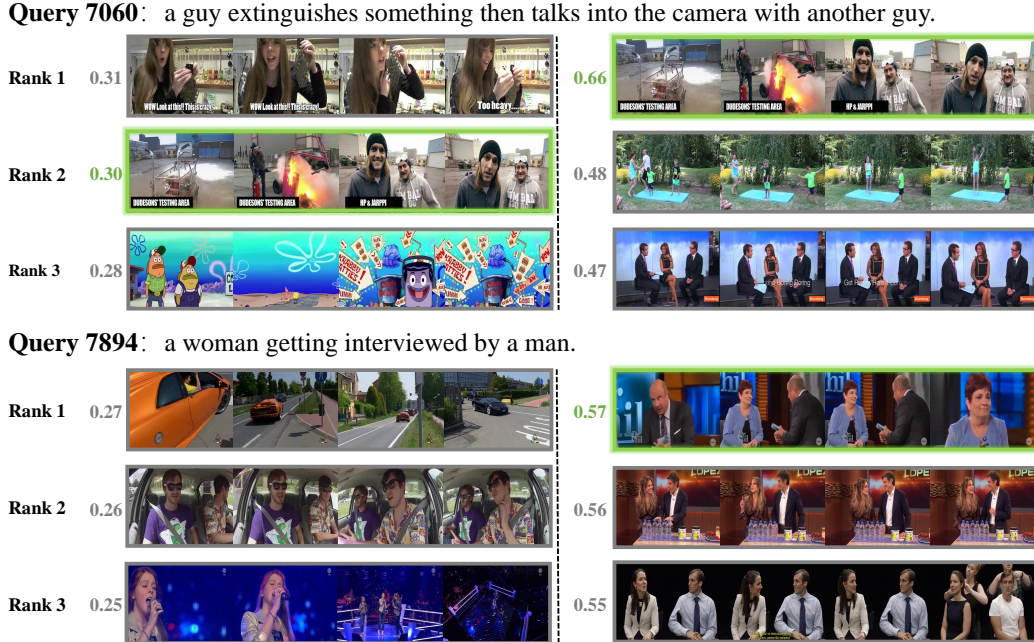 Query 7060： a guy extinguishes something then talks into the camera with another guy.
Rank 1 0.31 WOW Look at this!! This is crazy... WOW Look at this!! This is crazy... Too heavy...... 0.66 DUDESONS' TESTING AREA DUDESONS' TESTING AREA HP & JARPPI
Rank 2 0.30 DUDESONS' TESTING AREA DUDESONS' TESTING AREA HP & JARPPI 0.48
Rank 3 0.28 0.47
Query 7894： a woman getting interviewed by a man.
Rank 1 0.27 0.57
Rank 2 0.26 0.56
Rank 3 0.25 0.55